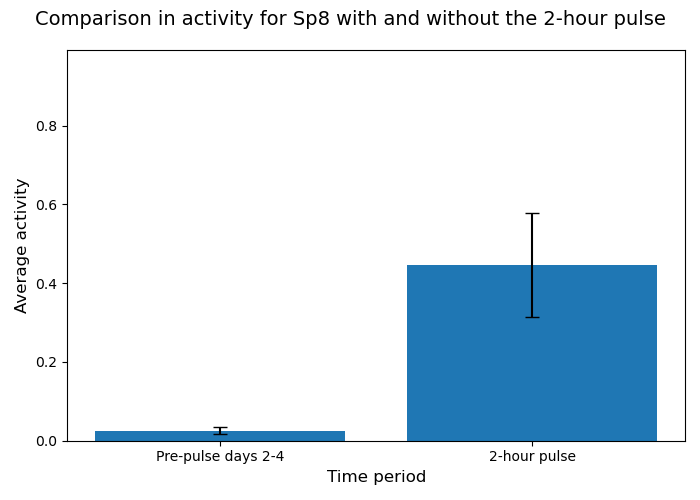 Comparison in activity for Sp8 with and without the 2-hour pulse
Average activity
0.8
0.6
0.4
0.2
0.0
Pre-pulse days 2-4
2-hour pulse
Time period